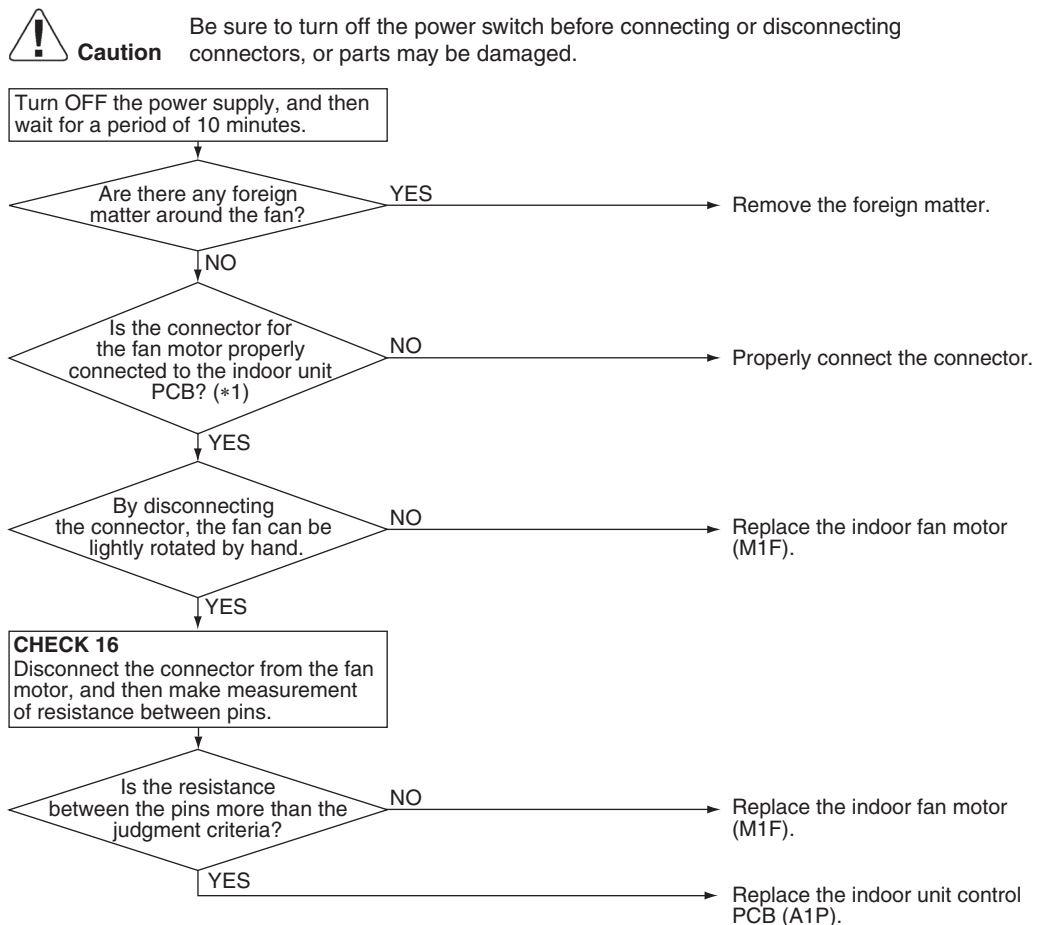 Be sure to turn off the power switch before connecting or disconnecting
Caution connectors, or parts may be damaged.
Turn OFF the power supply, and then
wait for a period of 10 minutes.
Are there any foreign
matter around the fan?
YES
Remove the foreign matter.
NO
Is the connector for
the fan motor properly
connected to the indoor unit
PCB? (*1)
NO
Properly connect the connector.
YES
By disconnecting
the connector, the fan can be
lightly rotated by hand.
NO
Replace the indoor fan motor
(M1F).
YES
CHECK 16
Disconnect the connector from the fan
motor, and then make measurement
of resistance between pins.
Is the resistance
between the pins more than the
judgment criteria?
NO
Replace the indoor fan motor
(M1F).
YES
Replace the indoor unit control
PCB (A1P).